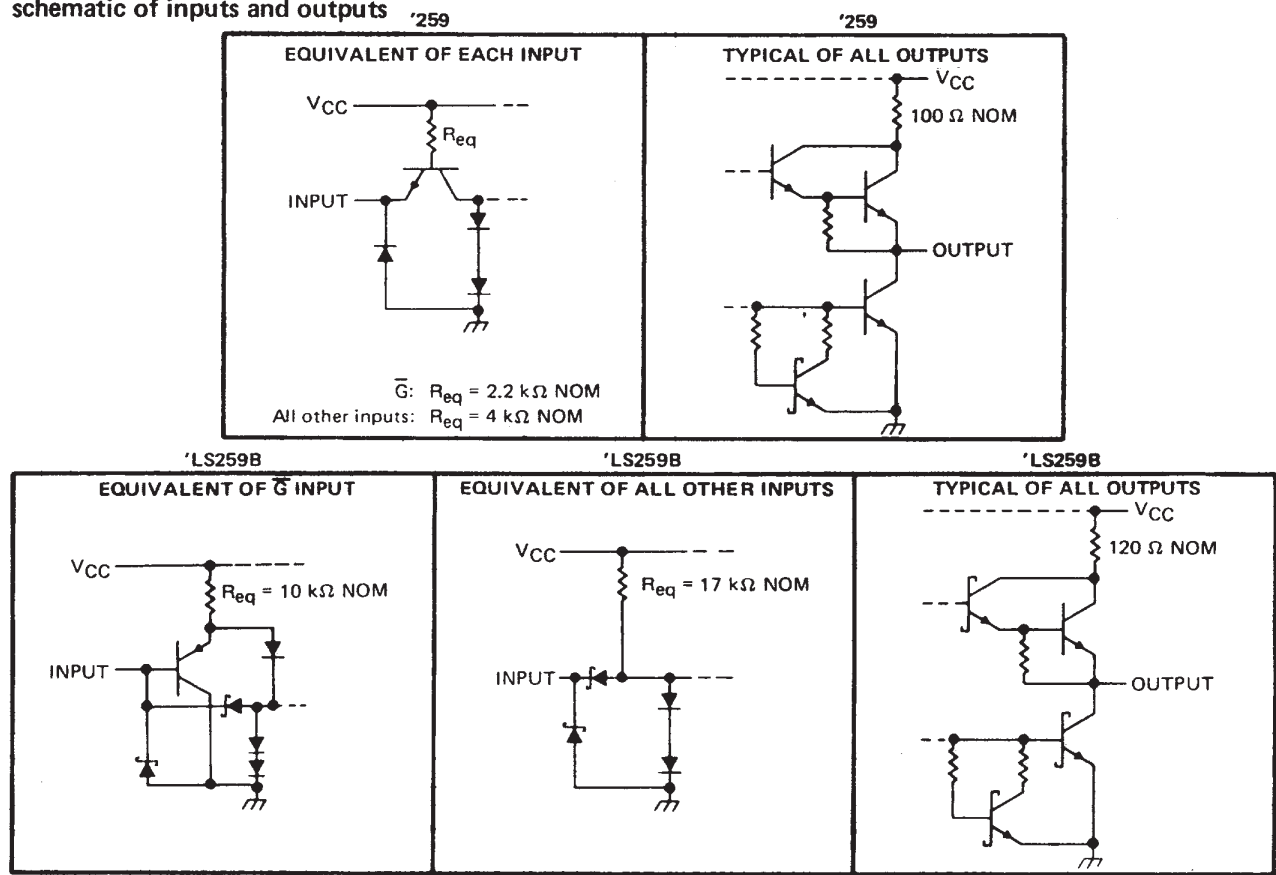 schematic of inputs and outputs
'259
'259
EQUIVALENT OF EACH INPUT
VCC
Req
INPUT
G̅: Req = 2.2 kΩ NOM
All other inputs: Req = 4 kΩ NOM
TYPICAL OF ALL OUTPUTS
VCC
100 Ω NOM
OUTPUT
'LS259B
'LS259B
'LS259B
EQUIVALENT OF G̅ INPUT
VCC
Req = 10 kΩ NOM
INPUT
EQUIVALENT OF ALL OTHER INPUTS
VCC
Req = 17 kΩ NOM
INPUT
TYPICAL OF ALL OUTPUTS
VCC
120 Ω NOM
OUTPUT